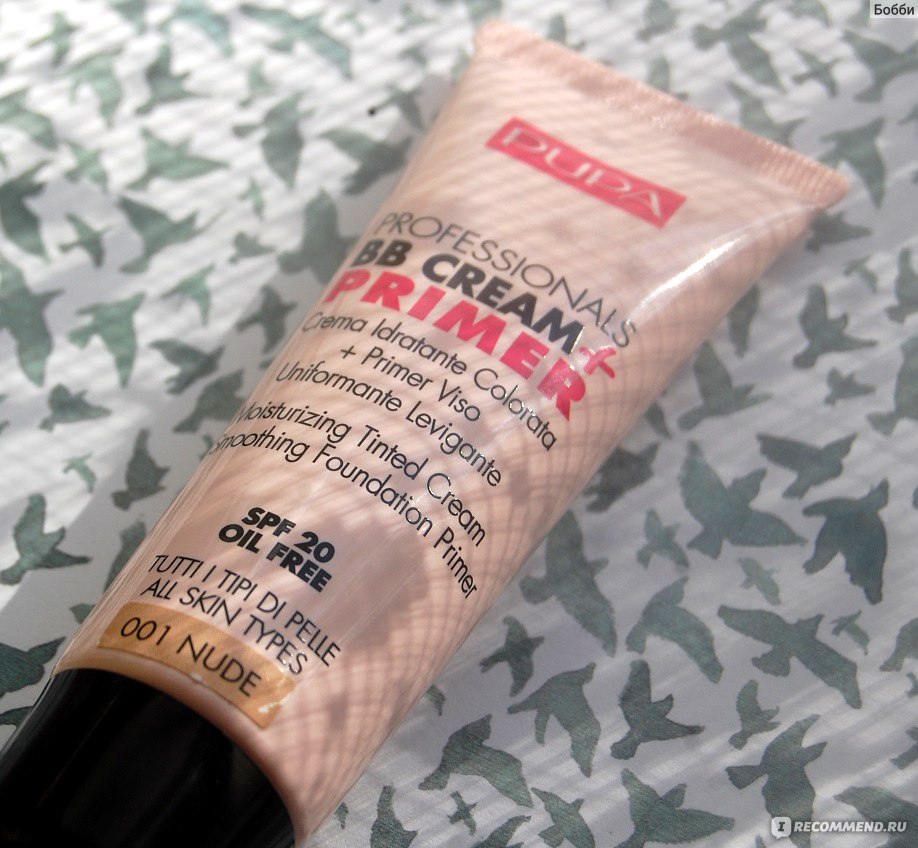 Бобби
PUPA
PROFESSIONALS
BB CREAM +
PRIMER
Crema Idratante Colorata
+ Primer Viso
Uniformante Levigante
Moisturizing Tinted Cream
Smoothing Foundation Primer
SPF 20
OIL FREE
TUTTI I TIPI DI PELLE
ALL SKIN TYPES
001 NUDE
IRECOMMEND.RU